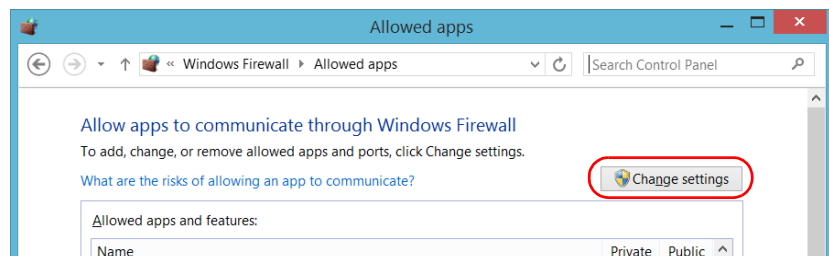 Allowed apps
« Windows Firewall Allowed apps Search Control Panel
Allow apps to communicate through Windows Firewall
To add, change, or remove allowed apps and ports, click Change settings.
What are the risks of allowing an app to communicate? Change settings
Allowed apps and features:
Name Private Public